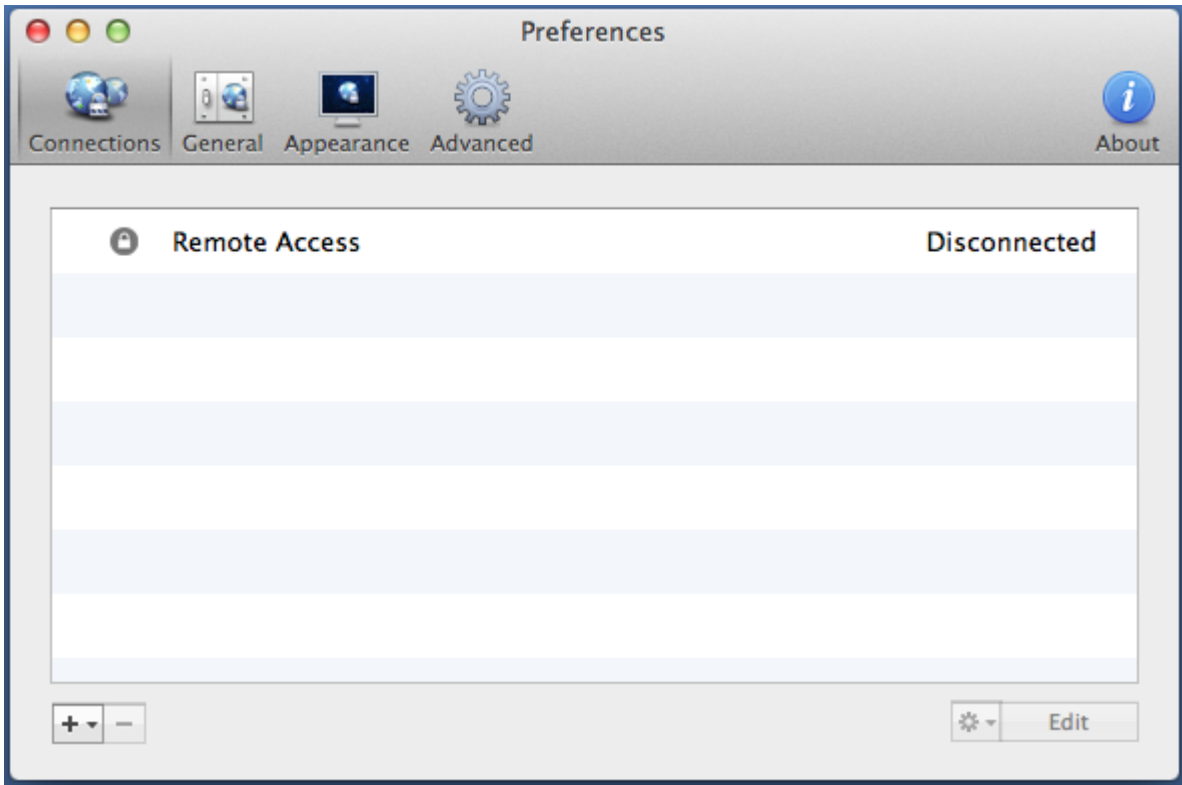 Preferences
Connections General Appearance Advanced About
Remote Access Disconnected
Edit